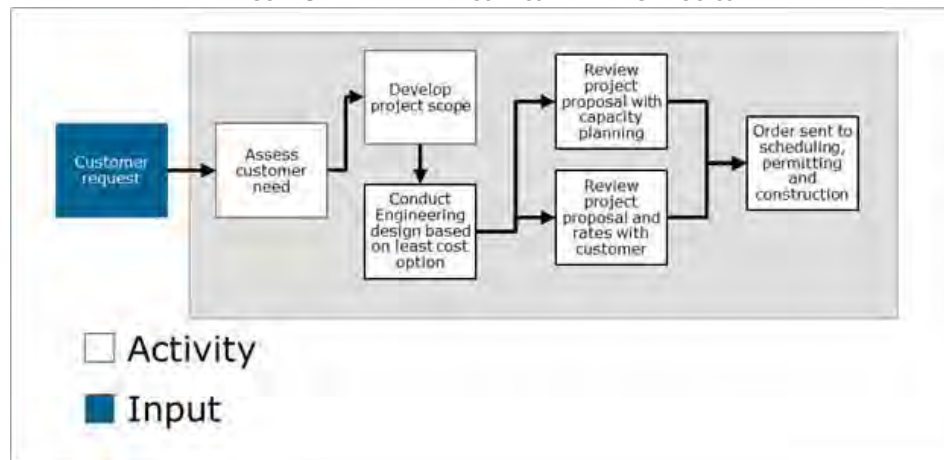 Customer
request
Assess
customer
need
Develop
project scope
Conduct
Engineering
design based
on least cost
option
Review
project
proposal with
capacity
planning
Review
project
proposal and
rates with
customer
Order sent to
scheduling,
permitting
and
construction
Activity
Input